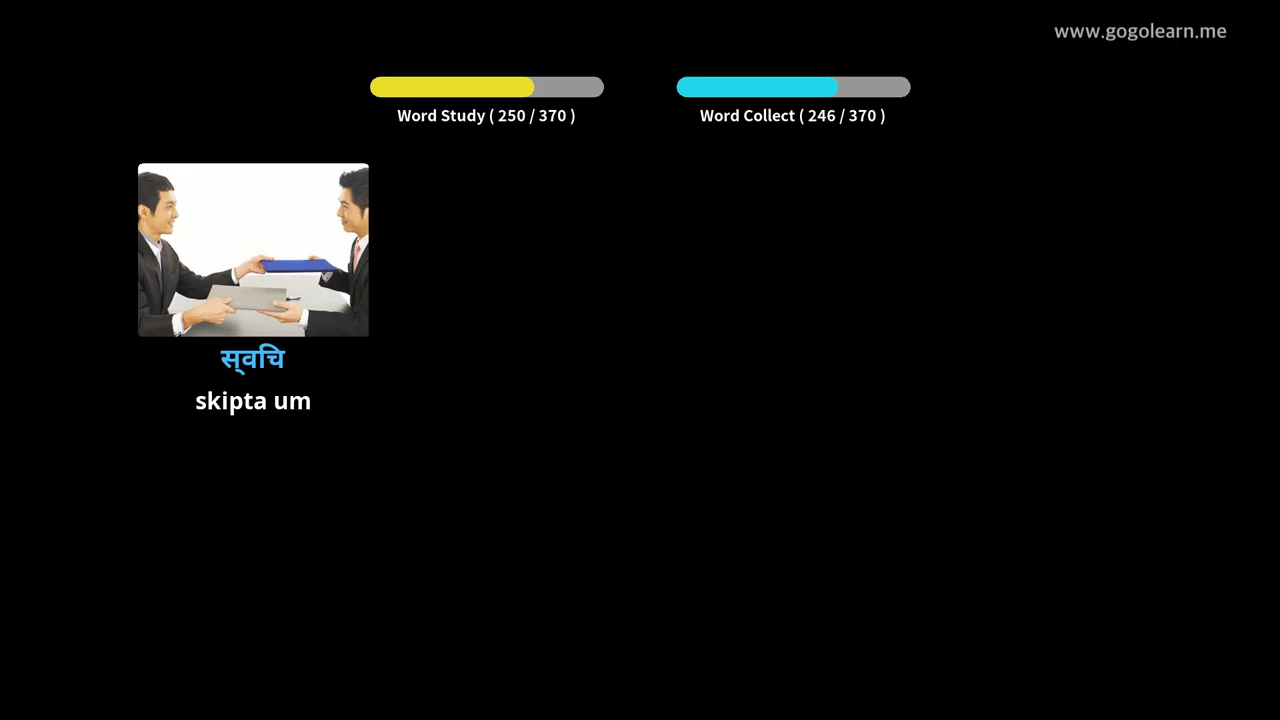 www.gogolearn.me
Word Study ( 250 / 370 )
Word Collect ( 246 / 370 )
स्‌वचि
skipta um